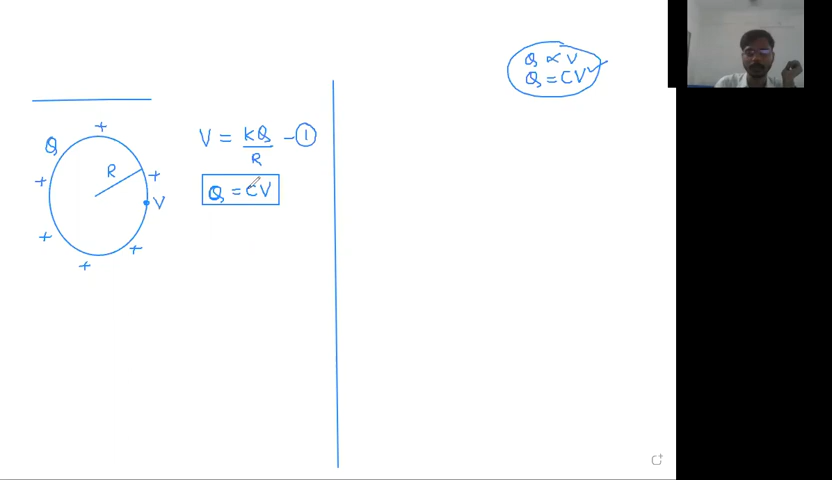 Q ∝ V
Q = CV ✓
+
Q
R
+
+
V
+
+
+
V = KQ/R - ①
Q = CV